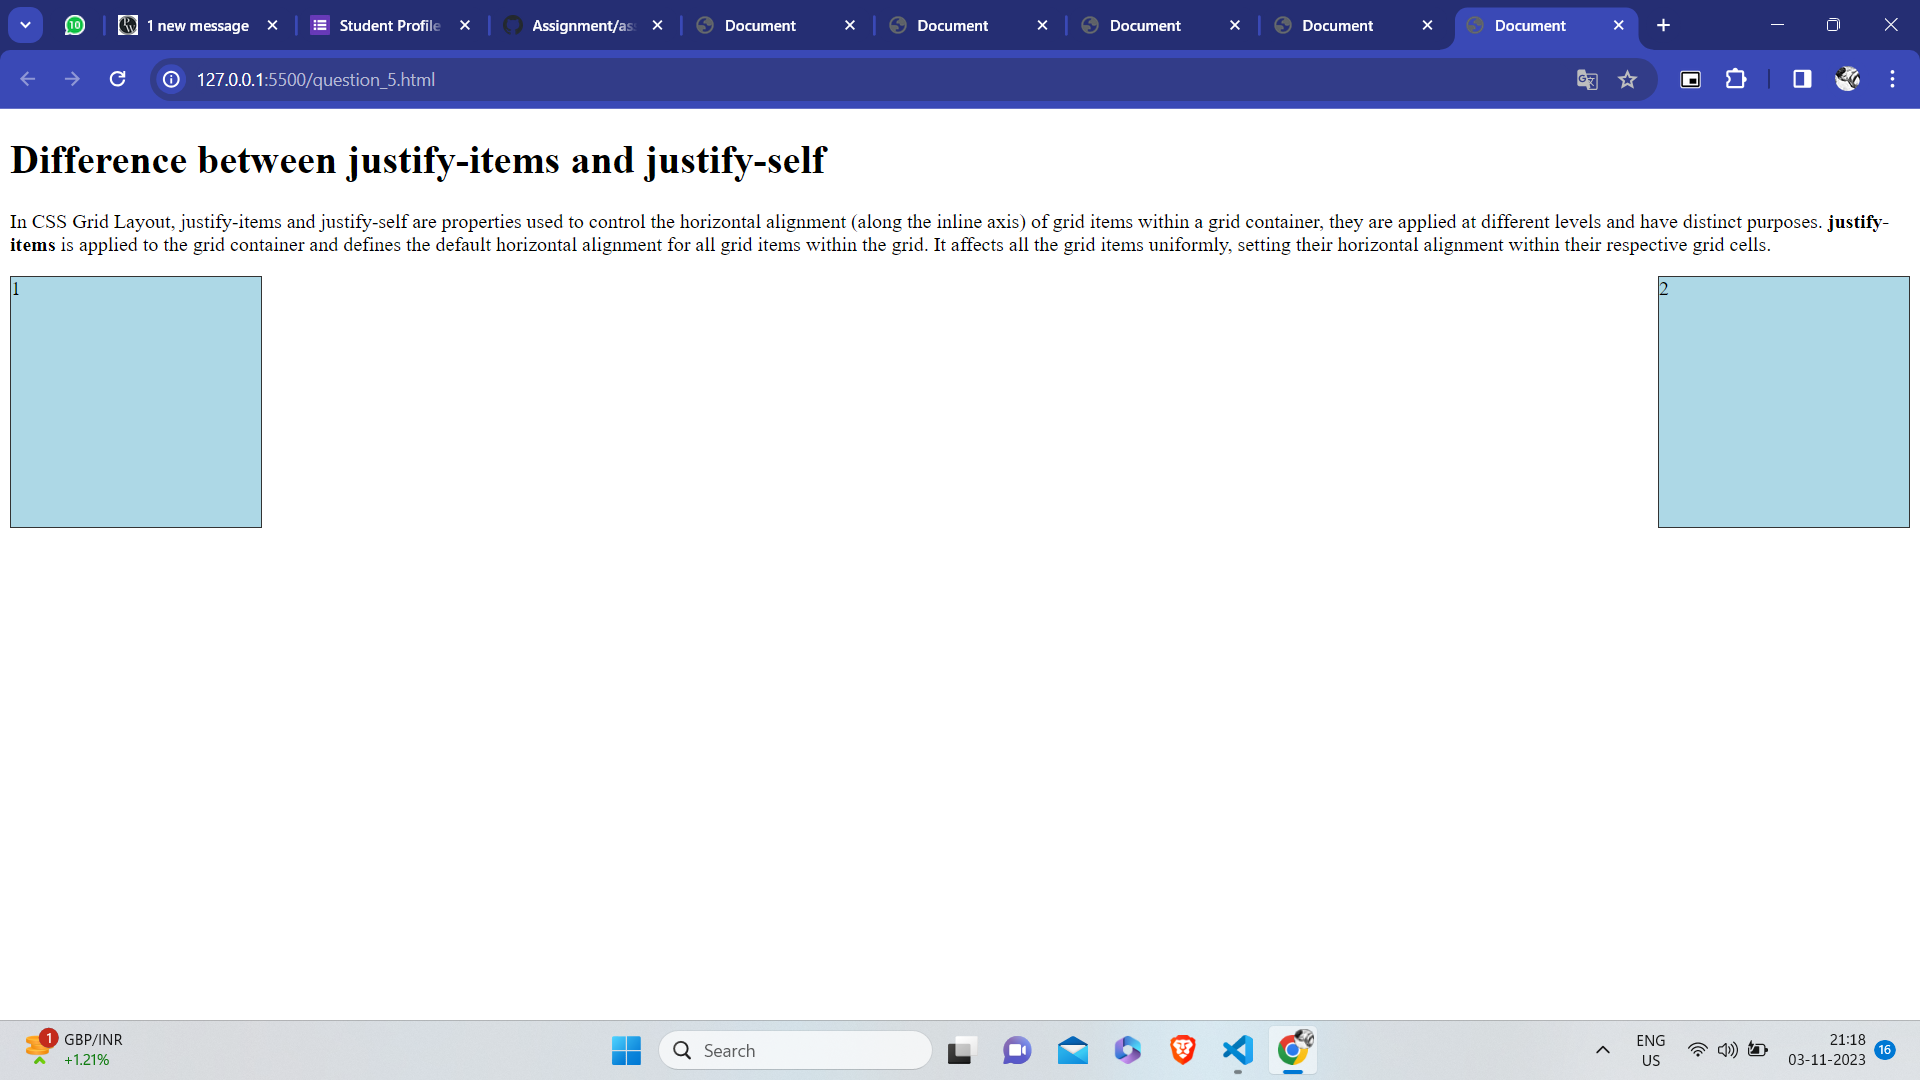 10
1 new message
Student Profile
Assignment/as
Document
Document
Document
Document
Document
127.0.0.1:5500/question_5.html
Difference between justify-items and justify-self
In CSS Grid Layout, justify-items and justify-self are properties used to control the horizontal alignment (along the inline axis) of grid items within a grid container, they are applied at different levels and have distinct purposes. justify-
items is applied to the grid container and defines the default horizontal alignment for all grid items within the grid. It affects all the grid items uniformly, setting their horizontal alignment within their respective grid cells.
1
2
1
GBP/INR
+1.21%
Search
ENG
US
21:18
03-11-2023
16